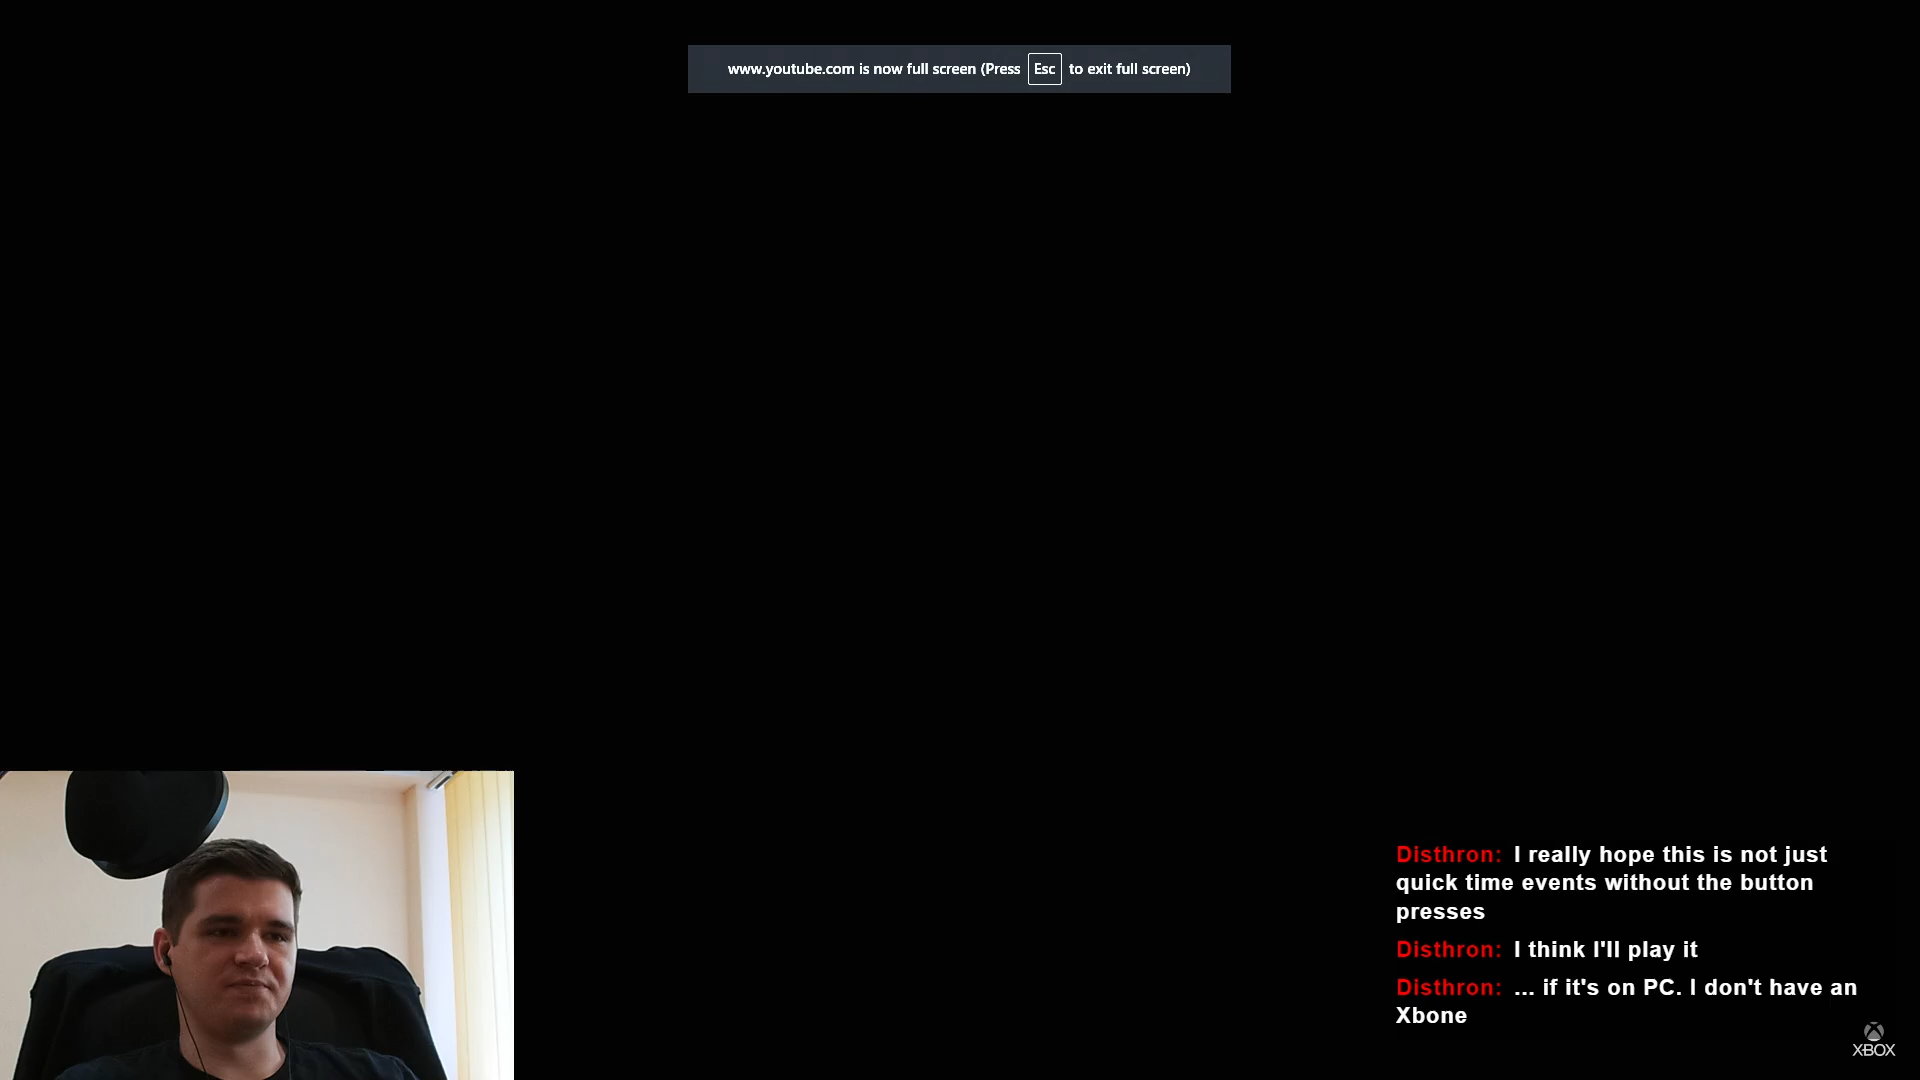 www.youtube.com is now full screen (Press Esc to exit full screen)
Disthron: I really hope this is not just
quick time events without the button
presses
Disthron: I think I'll play it
Disthron: ... if it's on PC. I don't have an
Xbone
XBOX